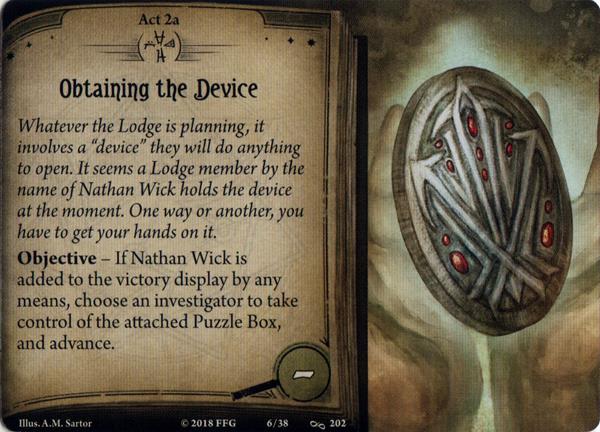 Act 2a
Obtaining the Device
Whatever the Lodge is planning, it
involves a “device” they will do anything
to open. It seems a Lodge member by the
name of Nathan Wick holds the device
at the moment. One way or another, you
have to get your hands on it.
Objective – If Nathan Wick is
added to the victory display by any
means, choose an investigator to take
control of the attached Puzzle Box,
and advance.
–
Illus. A.M. Sartor © 2018 FFG 6/38 202